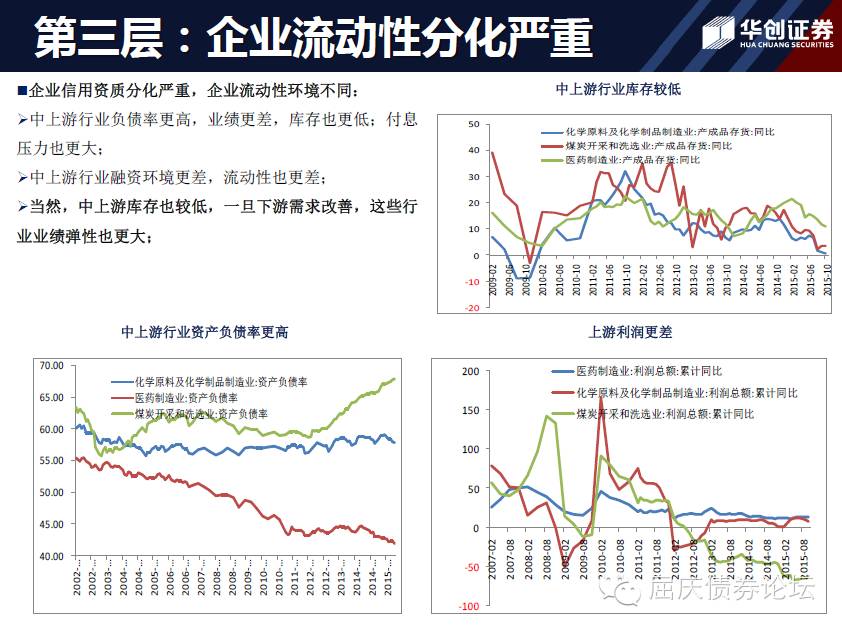 第三层：企业流动性分化严重
华创证券
HUA CHUANG SECURITIES
■企业信用资质分化严重，企业流动性环境不同：
➢中上游行业负债率更高，业绩更差，库存也更低；付息
压力也更大；
➢中上游行业融资环境更差，流动性也更差；
➢当然，中上游库存也较低，一旦下游需求改善，这些行
业业绩弹性也更大；
中上游行业库存较低
化学原料及化学制品制造业:产成品存货:同比
煤炭开采和洗选业:产成品存货:同比
医药制造业:产成品存货:同比
50
40
30
20
10
0
-10
-20
2009-02 2009-06 2009-10 2010-02 2010-06 2010-10 2011-02 2011-06 2011-10 2012-02 2012-06 2012-10 2013-02 2013-06 2013-10 2014-02 2014-06 2014-10 2015-02 2015-06 2015-10
中上游行业资产负债率更高
化学原料及化学制品制造业:资产负债率
医药制造业:资产负债率
煤炭开采和洗选业:资产负债率
70.00
65.00
60.00
55.00
50.00
45.00
40.00
2002-… 2002-… 2003-… 2004-… 2004-… 2005-… 2006-… 2006-… 2007-… 2008-… 2008-… 2009-… 2010-… 2010-… 2011-… 2012-… 2012-… 2013-… 2014-… 2014-… 2015-…
上游利润更差
医药制造业:利润总额:累计同比
化学原料及化学制品制造业:利润总额:累计同比
煤炭开采和洗选业:利润总额:累计同比
200
150
100
50
0
-50
-100
2007-02 2007-08 2008-02 2008-08 2009-02 2009-08 2010-02 2010-08 2011-02 2011-08 2012-02 2012-08 2013-02 2013-08 2014-02 2014-08 2015-02 2015-08
屈庆债券论坛